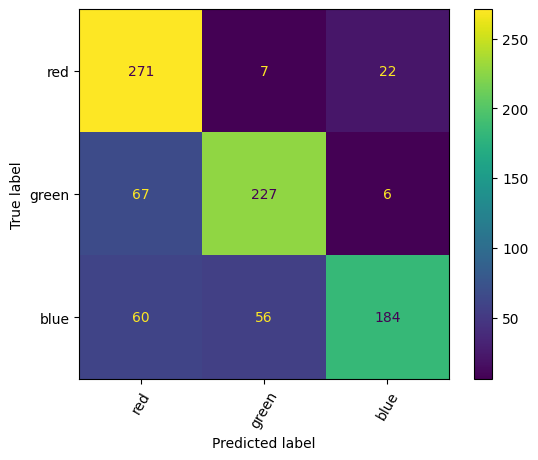 red
271 7 22
green
67 227 6
blue
60 56 184
red
green
blue
Predicted label
True label
250
200
150
100
50